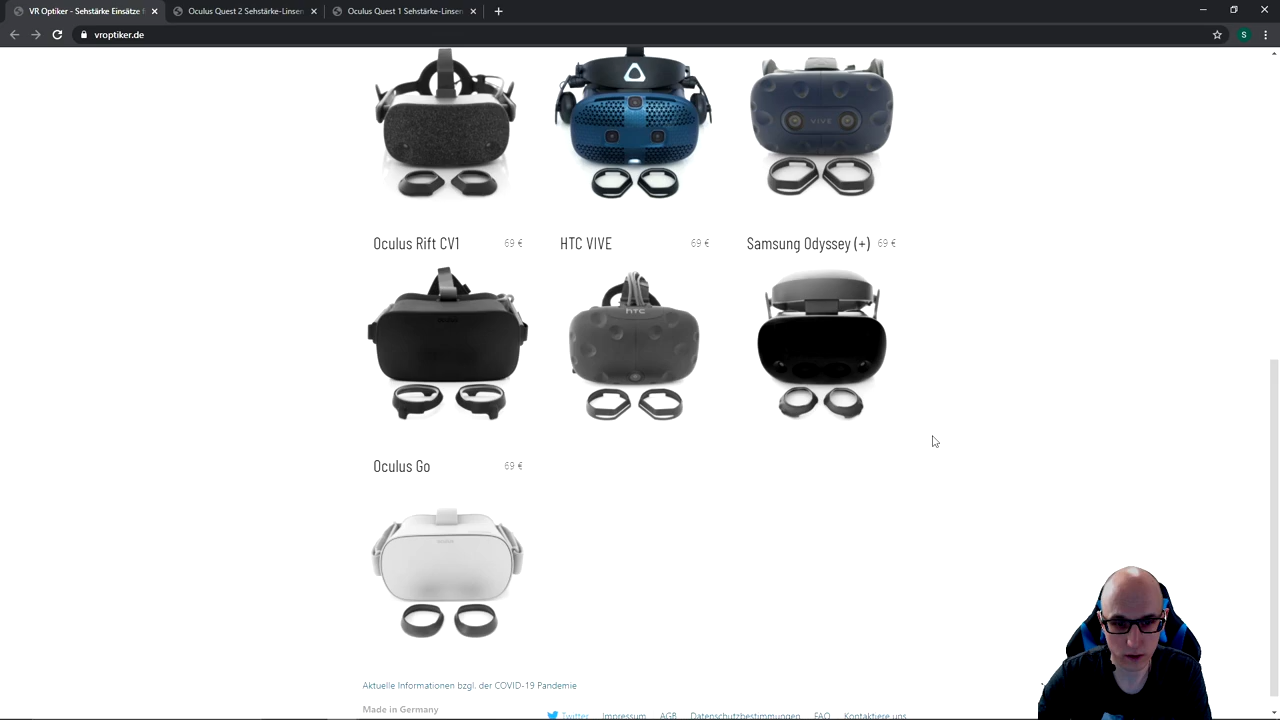 VR Optiker - Sehstärke Einsätze f
Oculus Quest 2 Sehstärke-Linsen
Oculus Quest 1 Sehstärke-Linsen
vroptiker.de
S
VIVE
Oculus Rift CV1 69 €
HTC VIVE 69 €
Samsung Odyssey (+) 69 €
hTC
Oculus Go 69 €
Aktuelle Informationen bzgl. der COVID-19 Pandemie
Made in Germany
Twitter Impressum AGB Datenschutzbestimmungen FAQ Kontaktiere uns